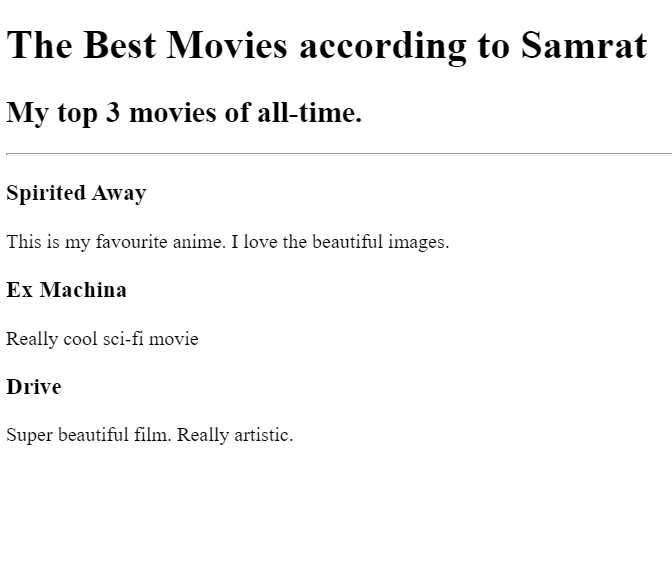 The Best Movies according to Samrat
My top 3 movies of all-time.
Spirited Away
This is my favourite anime. I love the beautiful images.
Ex Machina
Really cool sci-fi movie
Drive
Super beautiful film. Really artistic.